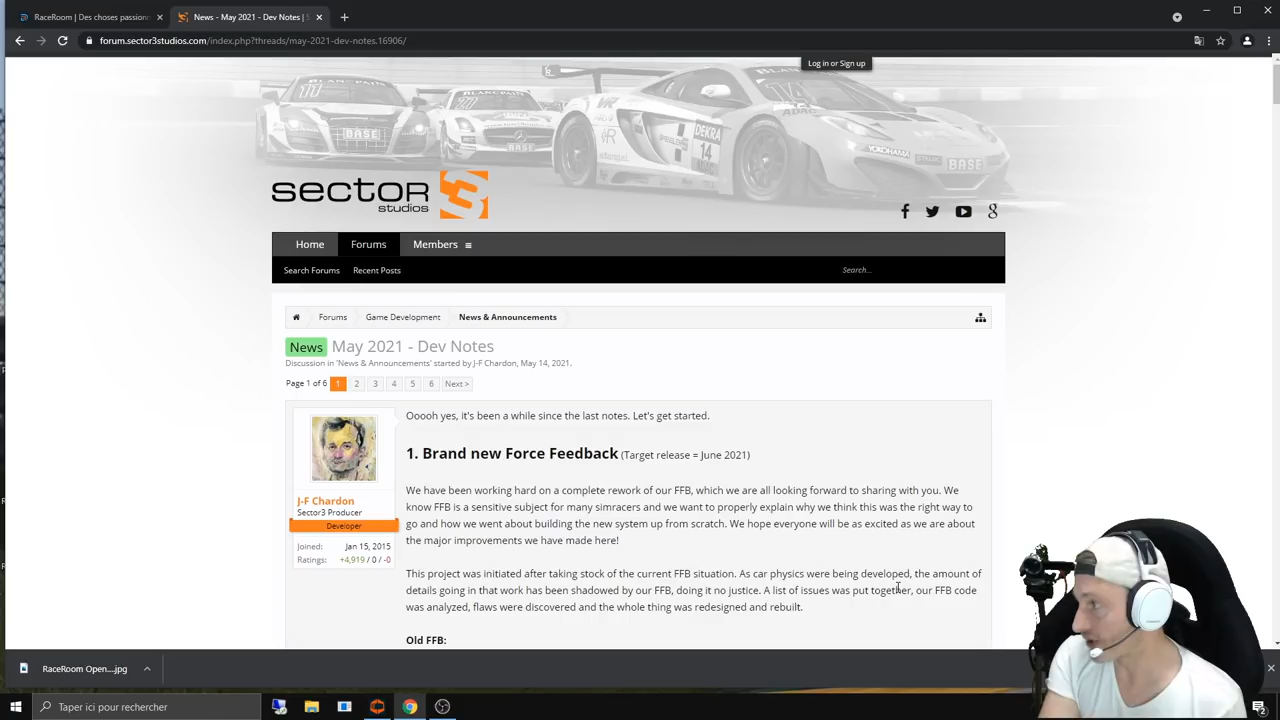 RaceRoom | Des choses passion
News - May 2021 - Dev Notes |
forum.sector3studios.com/index.php?threads/may-2021-dev-notes.16906/
Log in or Sign up
BLANCPAIN
BASE
BASE
DEKRA
14
YOKOHAMA
BASE
sector
studios
Home Forums Members
Search Forums Recent Posts Search...
Forums Game Development News & Announcements
News May 2021 - Dev Notes
Discussion in 'News & Announcements' started by J-F Chardon, May 14, 2021.
Page 1 of 6 1 2 3 4 5 6 Next >
Ooooh yes, it's been a while since the last notes. Let's get started.
1. Brand new Force Feedback (Target release = June 2021)
We have been working hard on a complete rework of our FFB, which we are all looking forward to sharing with you. We
know FFB is a sensitive subject for many simracers and we want to properly explain why we think this was the right way to
go and how we went about building the new system up from scratch. We hope everyone will be as excited as we are about
the major improvements we have made here!
J-F Chardon
Sector3 Producer
Developer
Joined: Jan 15, 2015
Ratings: +4,919 / 0 / -0
This project was initiated after taking stock of the current FFB situation. As car physics were being developed, the amount of
details going in that work has been shadowed by our FFB, doing it no justice. A list of issues was put together, our FFB code
was analyzed, flaws were discovered and the whole thing was redesigned and rebuilt.
Old FFB:
RaceRoom Open....jpg
Taper ici pour rechercher